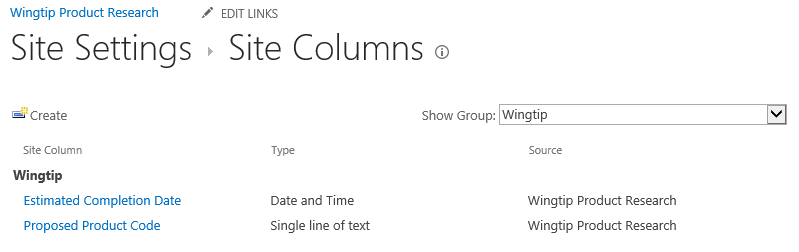 Wingtip Product Research EDIT LINKS
Site Settings Site Columns
Create Show Group: Wingtip
Site Column Type Source
Wingtip
Estimated Completion Date Date and Time Wingtip Product Research
Proposed Product Code Single line of text Wingtip Product Research